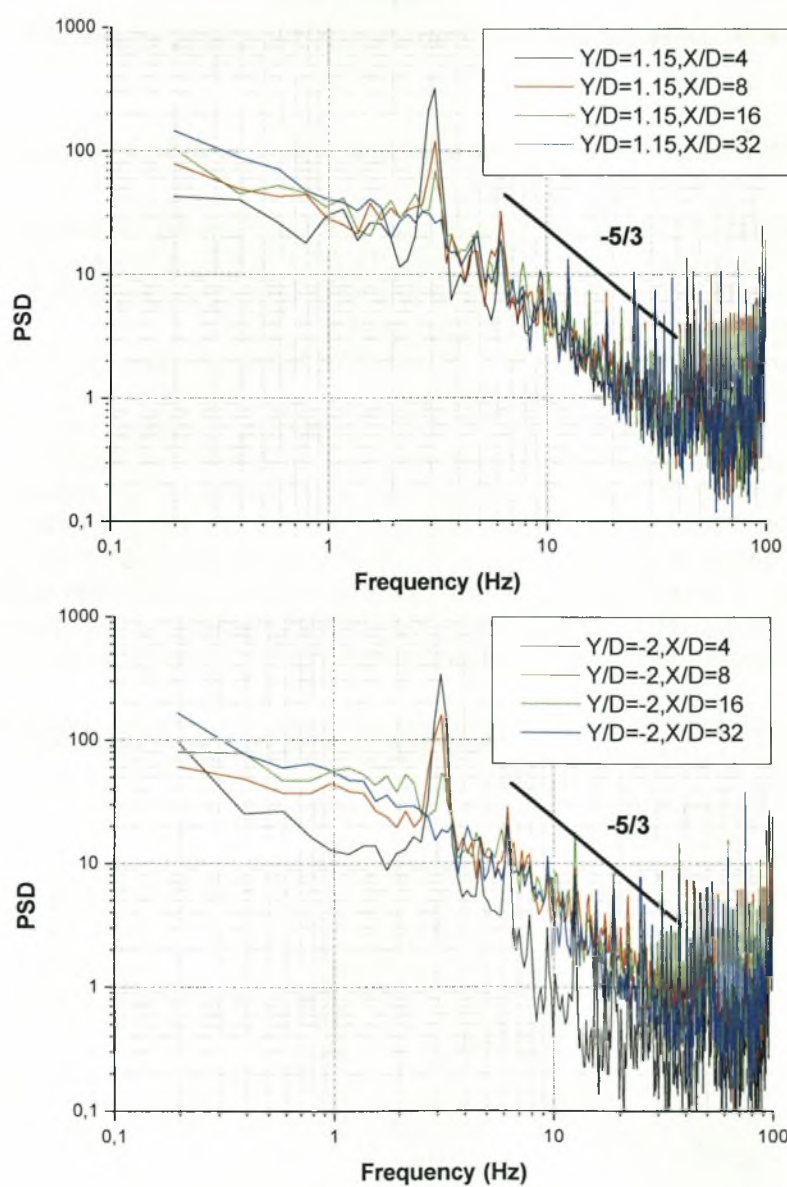 1000
100
10
1
0,1
PSD
0,1
1
10
100
Frequency (Hz)
Y/D=1.15,X/D=4
Y/D=1.15,X/D=8
Y/D=1.15,X/D=16
Y/D=1.15,X/D=32
-5/3
1000
100
10
1
0,1
PSD
0,1
1
10
100
Frequency (Hz)
Y/D=-2,X/D=4
Y/D=-2,X/D=8
Y/D=-2,X/D=16
Y/D=-2,X/D=32
-5/3